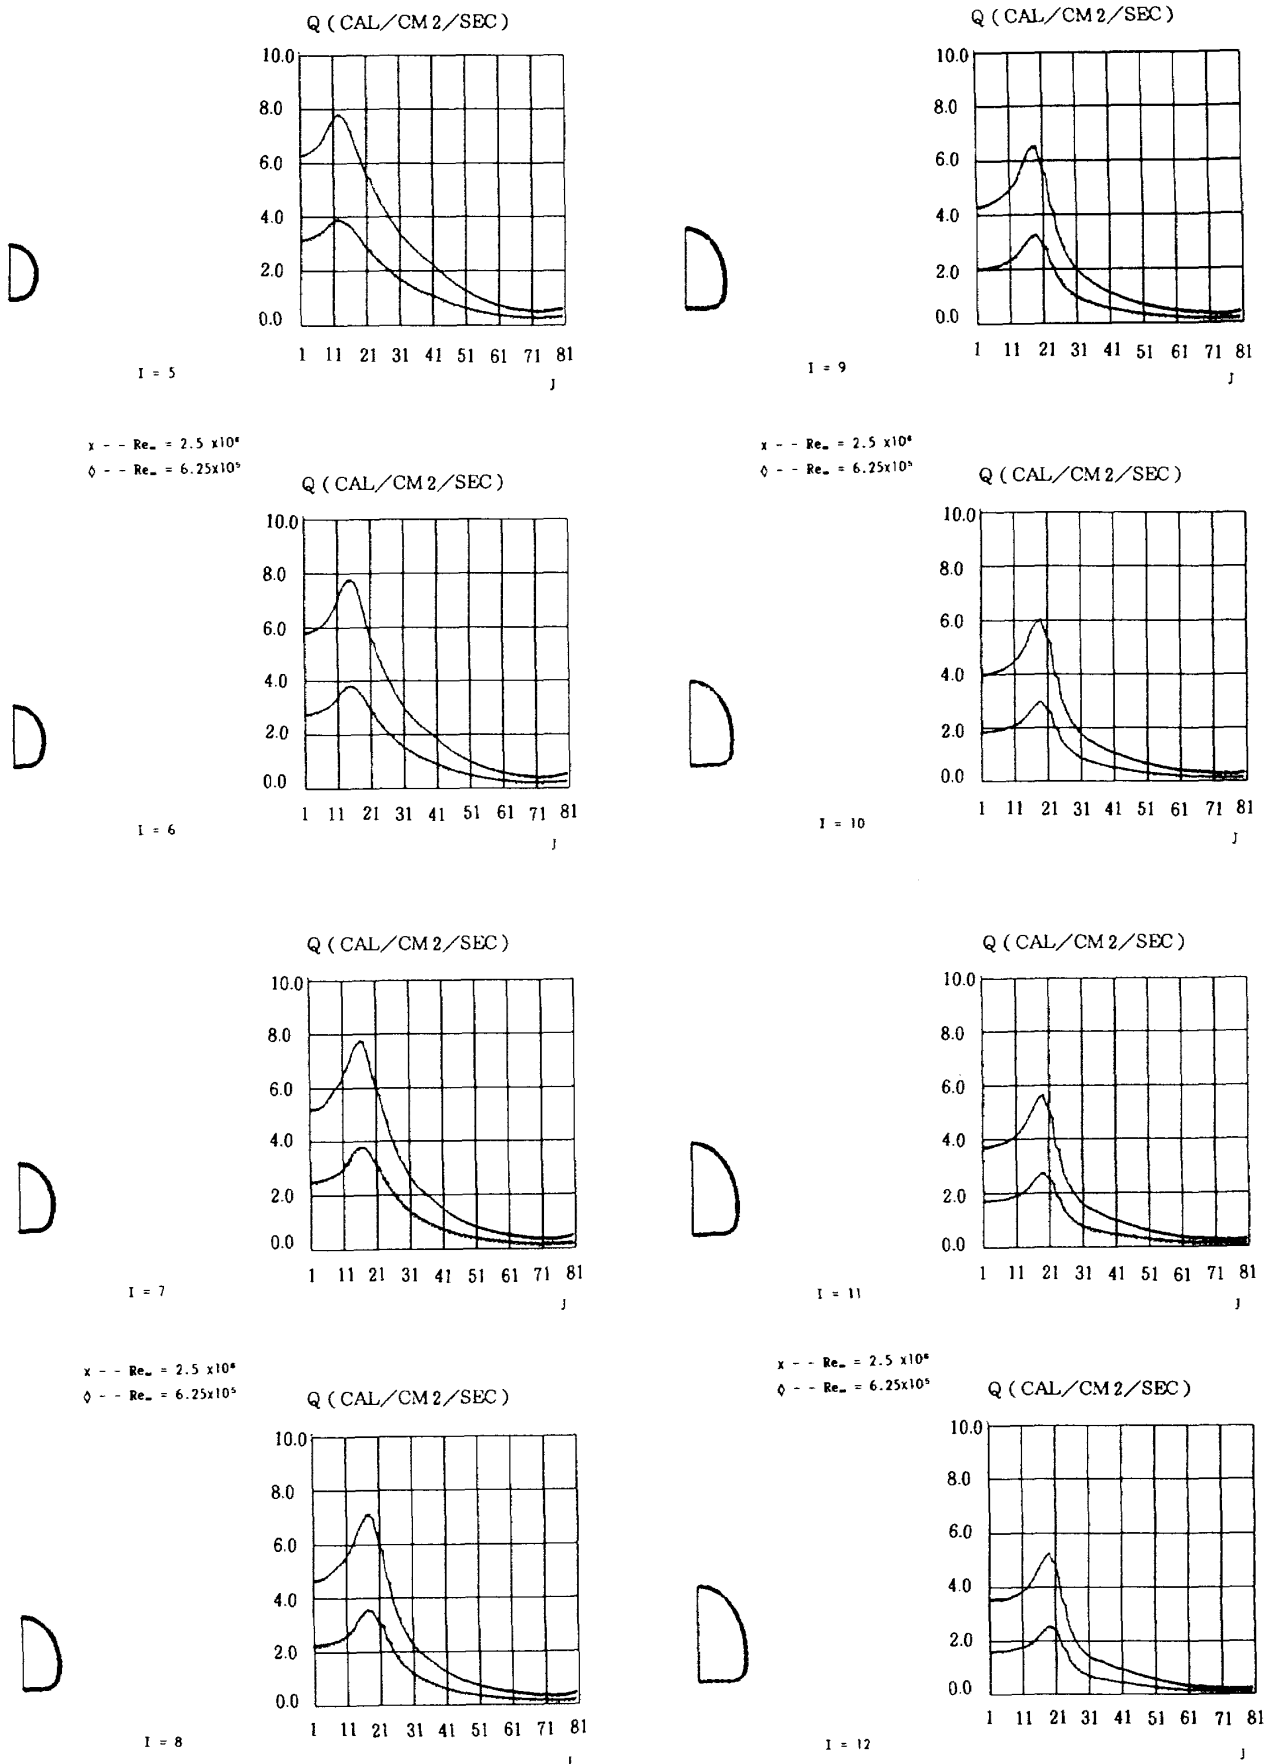 Q ( CAL/CM 2/SEC )
10.0
8.0
6.0
4.0
2.0
0.0
1 11 21 31 41 51 61 71 81
J
I = 5
x - - Re∞ = 2.5 x10⁶
◊ - - Re∞ = 6.25x10⁵
Q ( CAL/CM 2/SEC )
10.0
8.0
6.0
4.0
2.0
0.0
1 11 21 31 41 51 61 71 81
J
I = 6
Q ( CAL/CM 2/SEC )
10.0
8.0
6.0
4.0
2.0
0.0
1 11 21 31 41 51 61 71 81
J
I = 7
x - - Re∞ = 2.5 x10⁶
◊ - - Re∞ = 6.25x10⁵
Q ( CAL/CM 2/SEC )
10.0
8.0
6.0
4.0
2.0
0.0
1 11 21 31 41 51 61 71 81
J
I = 8
Q ( CAL/CM 2/SEC )
10.0
8.0
6.0
4.0
2.0
0.0
1 11 21 31 41 51 61 71 81
J
I = 9
x - - Re∞ = 2.5 x10⁶
◊ - - Re∞ = 6.25x10⁵
Q ( CAL/CM 2/SEC )
10.0
8.0
6.0
4.0
2.0
0.0
1 11 21 31 41 51 61 71 81
J
I = 10
Q ( CAL/CM 2/SEC )
10.0
8.0
6.0
4.0
2.0
0.0
1 11 21 31 41 51 61 71 81
J
I = 11
x - - Re∞ = 2.5 x10⁶
◊ - - Re∞ = 6.25x10⁵
Q ( CAL/CM 2/SEC )
10.0
8.0
6.0
4.0
2.0
0.0
1 11 21 31 41 51 61 71 81
J
I = 12